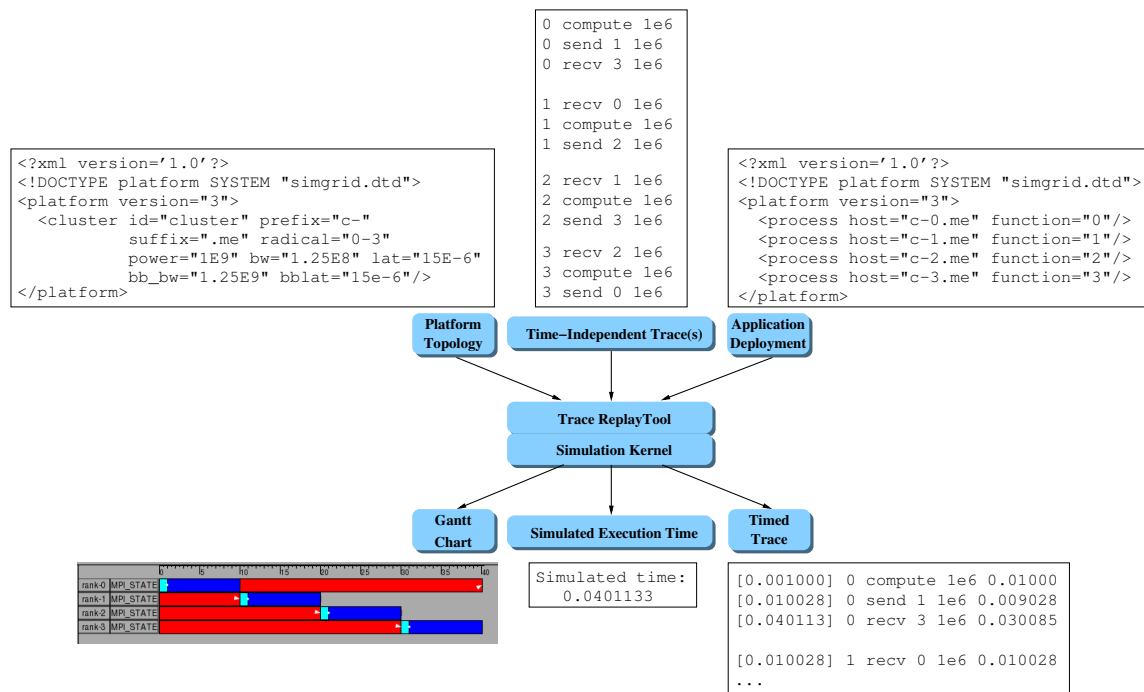 0 compute 1e6
0 send 1 1e6
0 recv 3 1e6
1 recv 0 1e6
1 compute 1e6
1 send 2 1e6
2 recv 1 1e6
2 compute 1e6
2 send 3 1e6
3 recv 2 1e6
3 compute 1e6
3 send 0 1e6
<?xml version='1.0'?>
<!DOCTYPE platform SYSTEM "simgrid.dtd">
<platform version="3">
<cluster id="cluster" prefix="c-"
suffix=".me" radical="0-3"
power="1E9" bw="1.25E8" lat="15E-6"
bb_bw="1.25E9" bblat="15e-6"/>
</platform>
<?xml version='1.0'?>
<!DOCTYPE platform SYSTEM "simgrid.dtd">
<platform version="3">
<process host="c-0.me" function="0"/>
<process host="c-1.me" function="1"/>
<process host="c-2.me" function="2"/>
<process host="c-3.me" function="3"/>
</platform>
Platform
Topology
Time-Independent Trace(s)
Application
Deployment
Trace ReplayTool
Simulation Kernel
Gantt
Chart
Simulated Execution Time
Timed
Trace
0 5 10 15 20 25 30 35 40
rank-0 MPI_STATE
rank-1 MPI_STATE
rank-2 MPI_STATE
rank-3 MPI_STATE
Simulated time:
0.0401133
[0.001000] 0 compute 1e6 0.01000
[0.010028] 0 send 1 1e6 0.009028
[0.040113] 0 recv 3 1e6 0.030085
[0.010028] 1 recv 0 1e6 0.010028
...